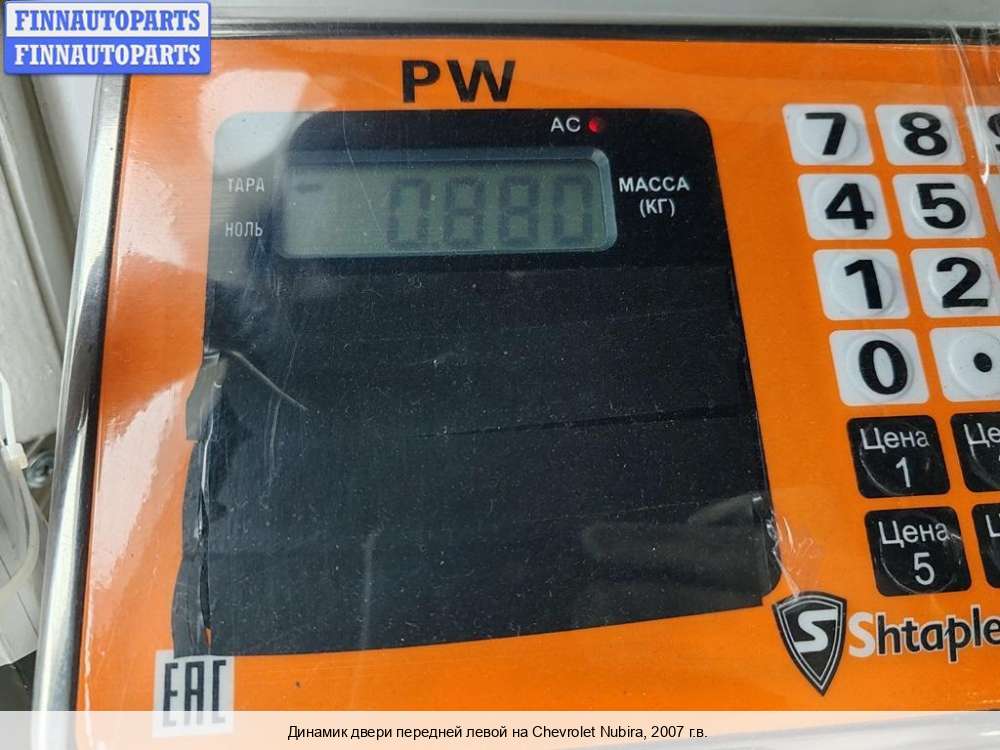 FINNAUTOPARTS
FINNAUTOPARTS
PW
AC
ТАРА
НОЛЬ
0.880
МАССА
(КГ)
7 8
4 5
1 2
0 .
Цена
1
Цена
5
Shtaple
EAC
Динамик двери передней левой на Chevrolet Nubira, 2007 г.в.